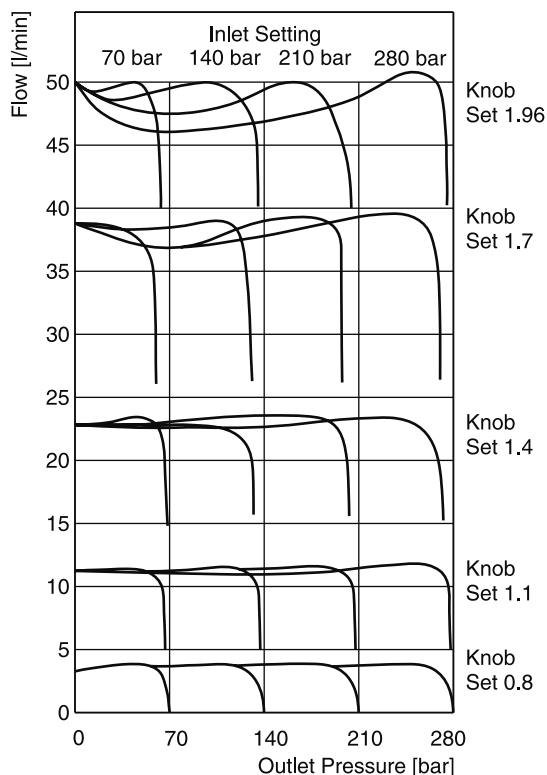 Inlet Setting
70 bar 140 bar 210 bar 280 bar
Flow [l/min]
50
45
40
35
30
25
20
15
10
5
0
Knob
Set 1.96
Knob
Set 1.7
Knob
Set 1.4
Knob
Set 1.1
Knob
Set 0.8
0 70 140 210 280
Outlet Pressure [bar]